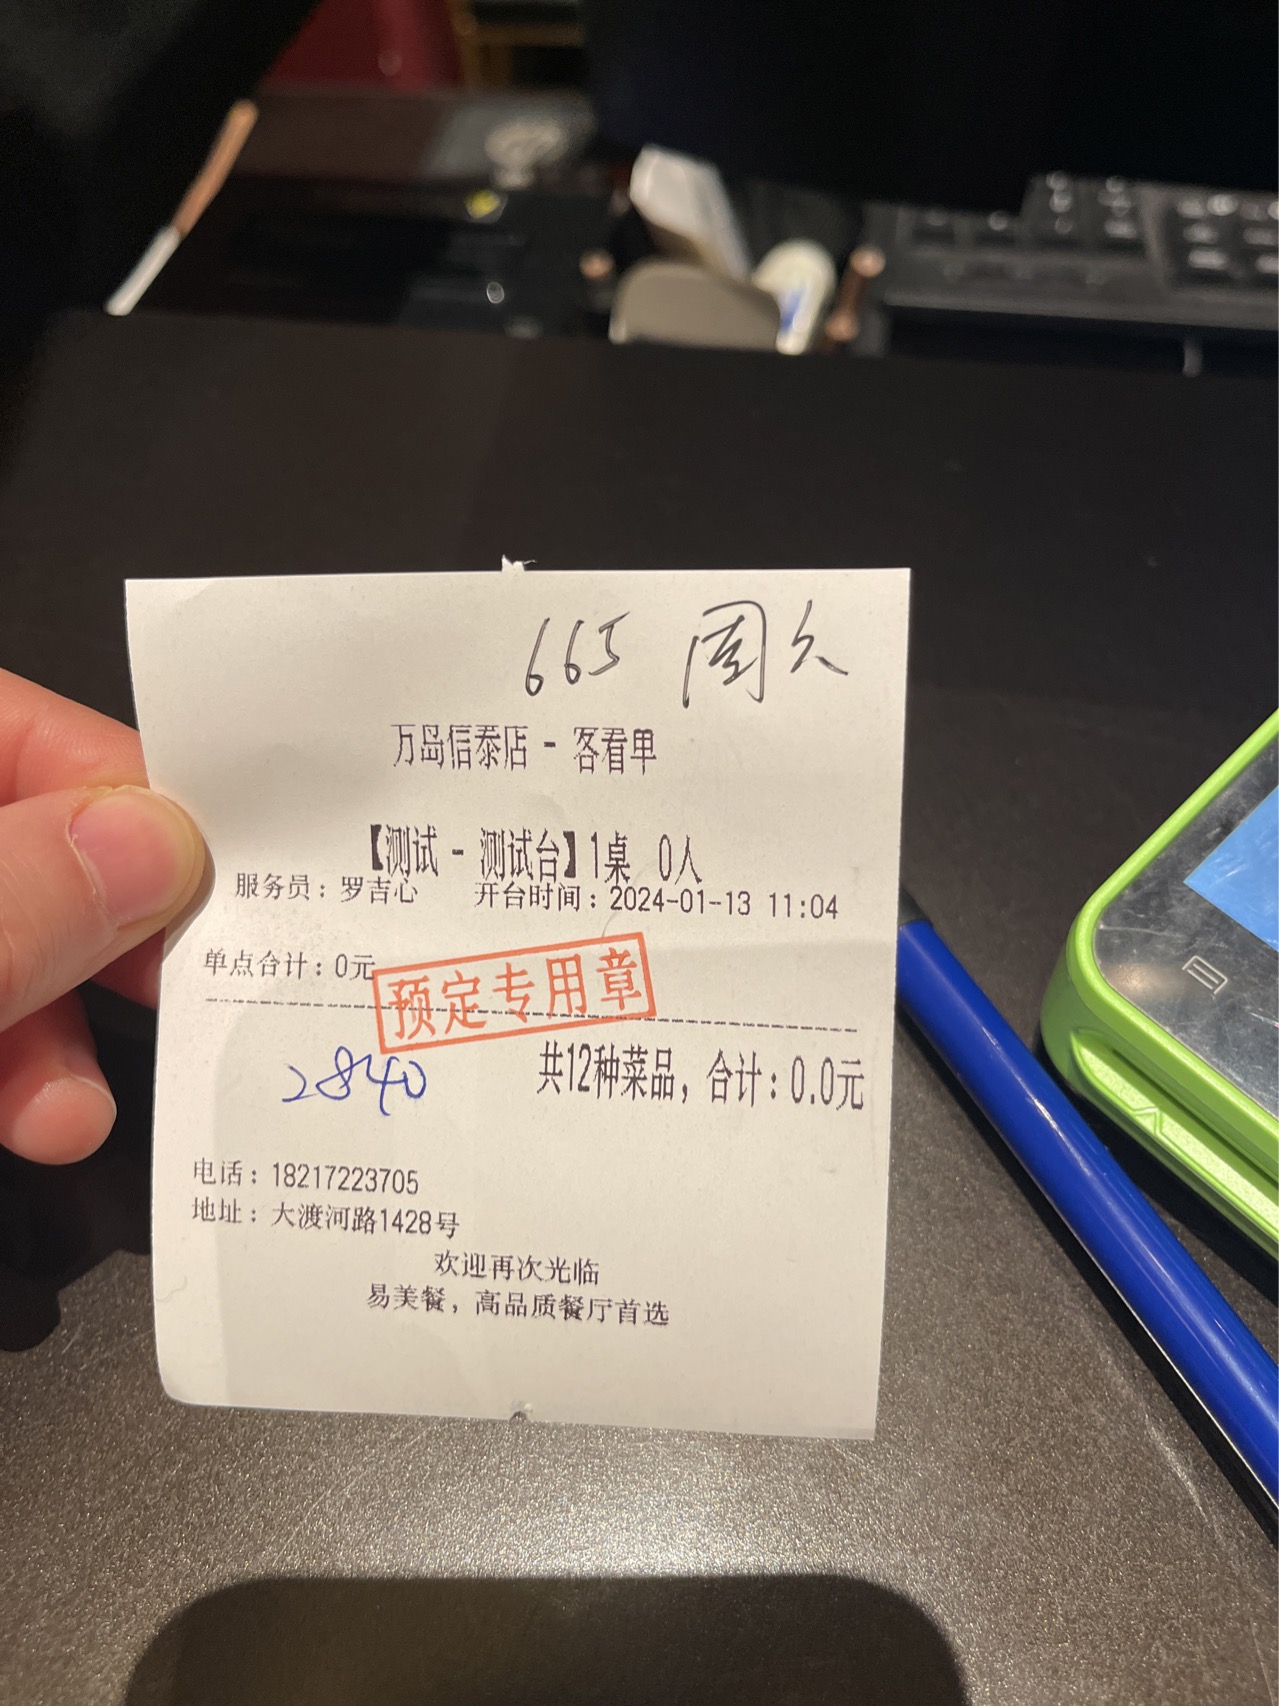 665 周久
万岛信泰店 - 客看单
【测试 - 测试台】1桌 0人
服务员：罗吉心 开台时间：2024-01-13 11:04
单点合计：0元
预定专用章
2840 共12种菜品，合计：0.0元
电话：18217223705
地址：大渡河路1428号
欢迎再次光临
易美餐，高品质餐厅首选